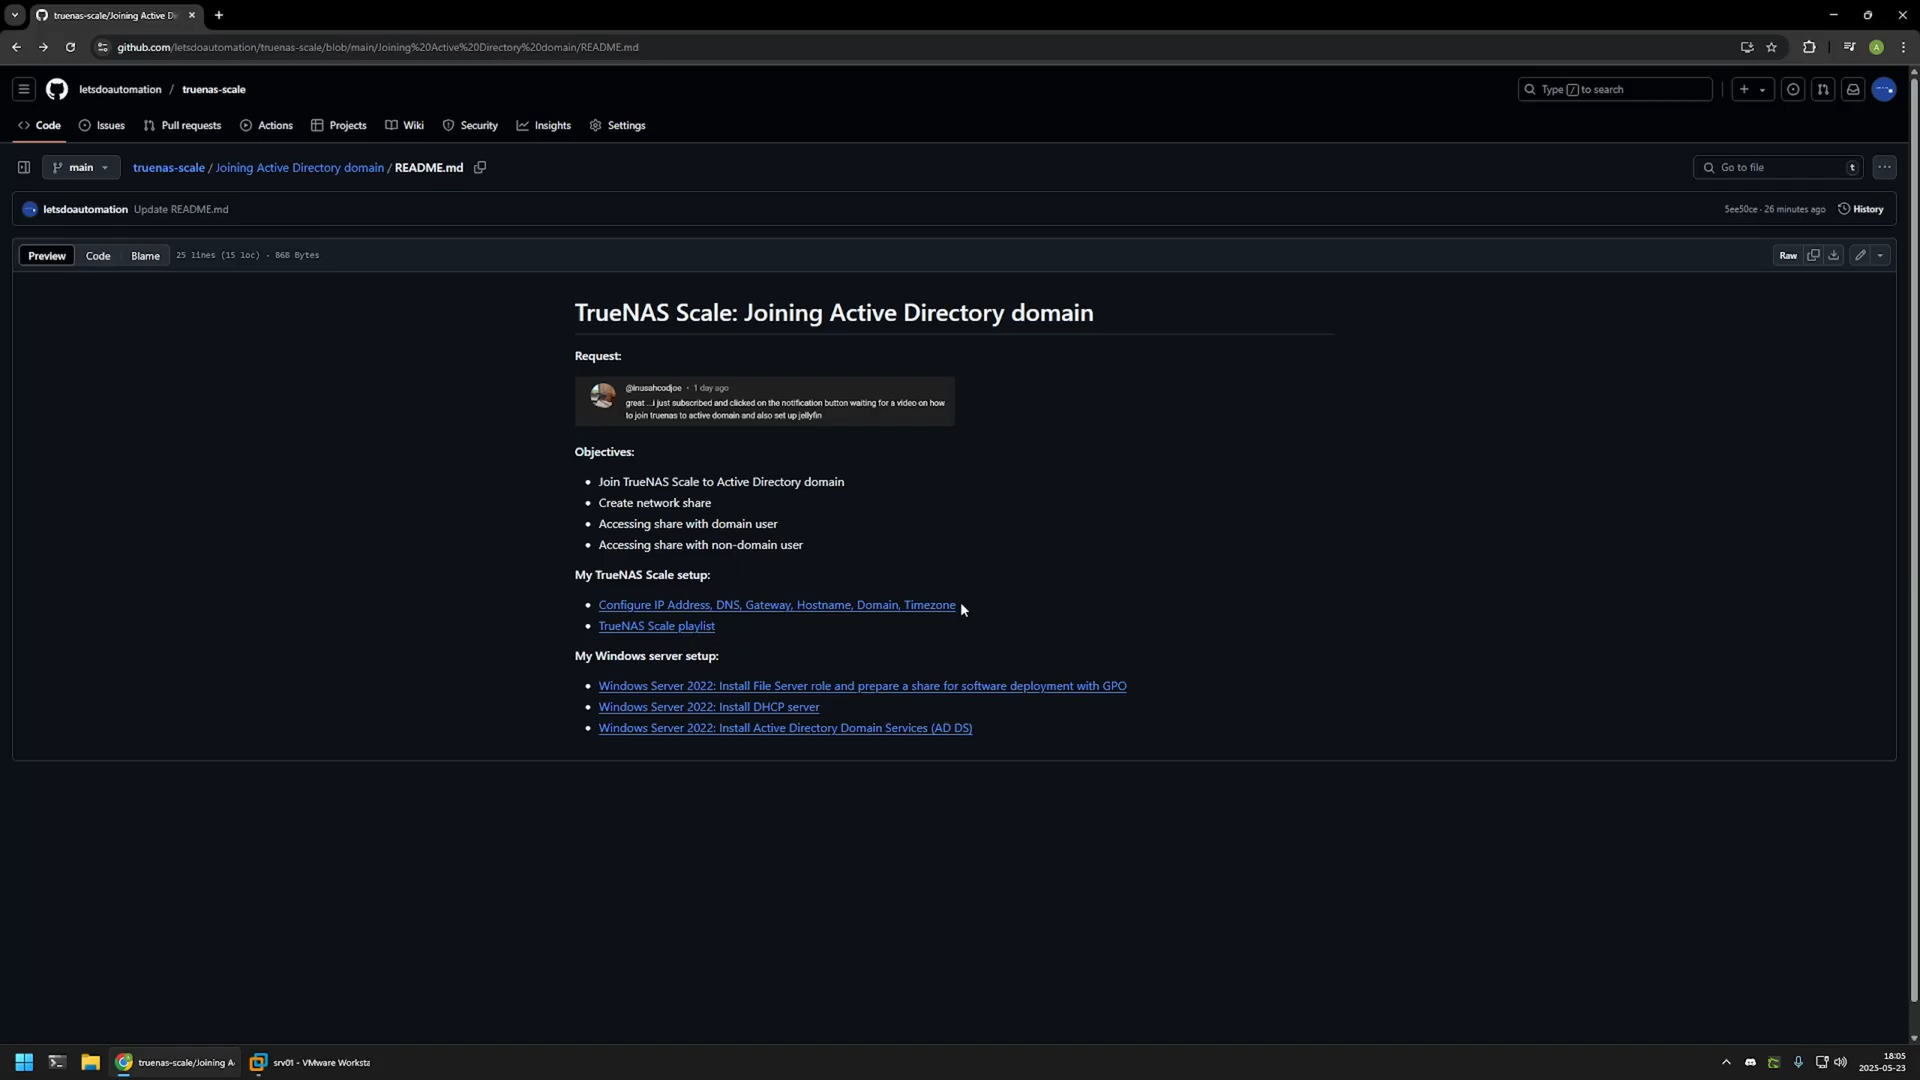 truenas-scale/Joining Active Di
github.com/letsdoautomation/truenas-scale/blob/main/Joining%20Active%20Directory%20domain/README.md
A
letsdoautomation / truenas-scale
Type / to search
Code Issues Pull requests Actions Projects Wiki Security Insights Settings
main truenas-scale / Joining Active Directory domain / README.md Go to file t
letsdoautomation Update README.md 5ee50ce · 26 minutes ago History
Preview Code Blame 25 lines (15 loc) · 868 Bytes Raw
TrueNAS Scale: Joining Active Directory domain
Request:
@inusahcodjoe · 1 day ago
great ...i just subscribed and clicked on the notification button waiting for a video on how
to join truenas to active domain and also set up jellyfin
Objectives:
Join TrueNAS Scale to Active Directory domain
Create network share
Accessing share with domain user
Accessing share with non-domain user
My TrueNAS Scale setup:
Configure IP Address, DNS, Gateway, Hostname, Domain, Timezone
TrueNAS Scale playlist
My Windows server setup:
Windows Server 2022: Install File Server role and prepare a share for software deployment with GPO
Windows Server 2022: Install DHCP server
Windows Server 2022: Install Active Directory Domain Services (AD DS)
truenas-scale/Joining A srv01 - VMware Worksta
18:05
2025-05-23